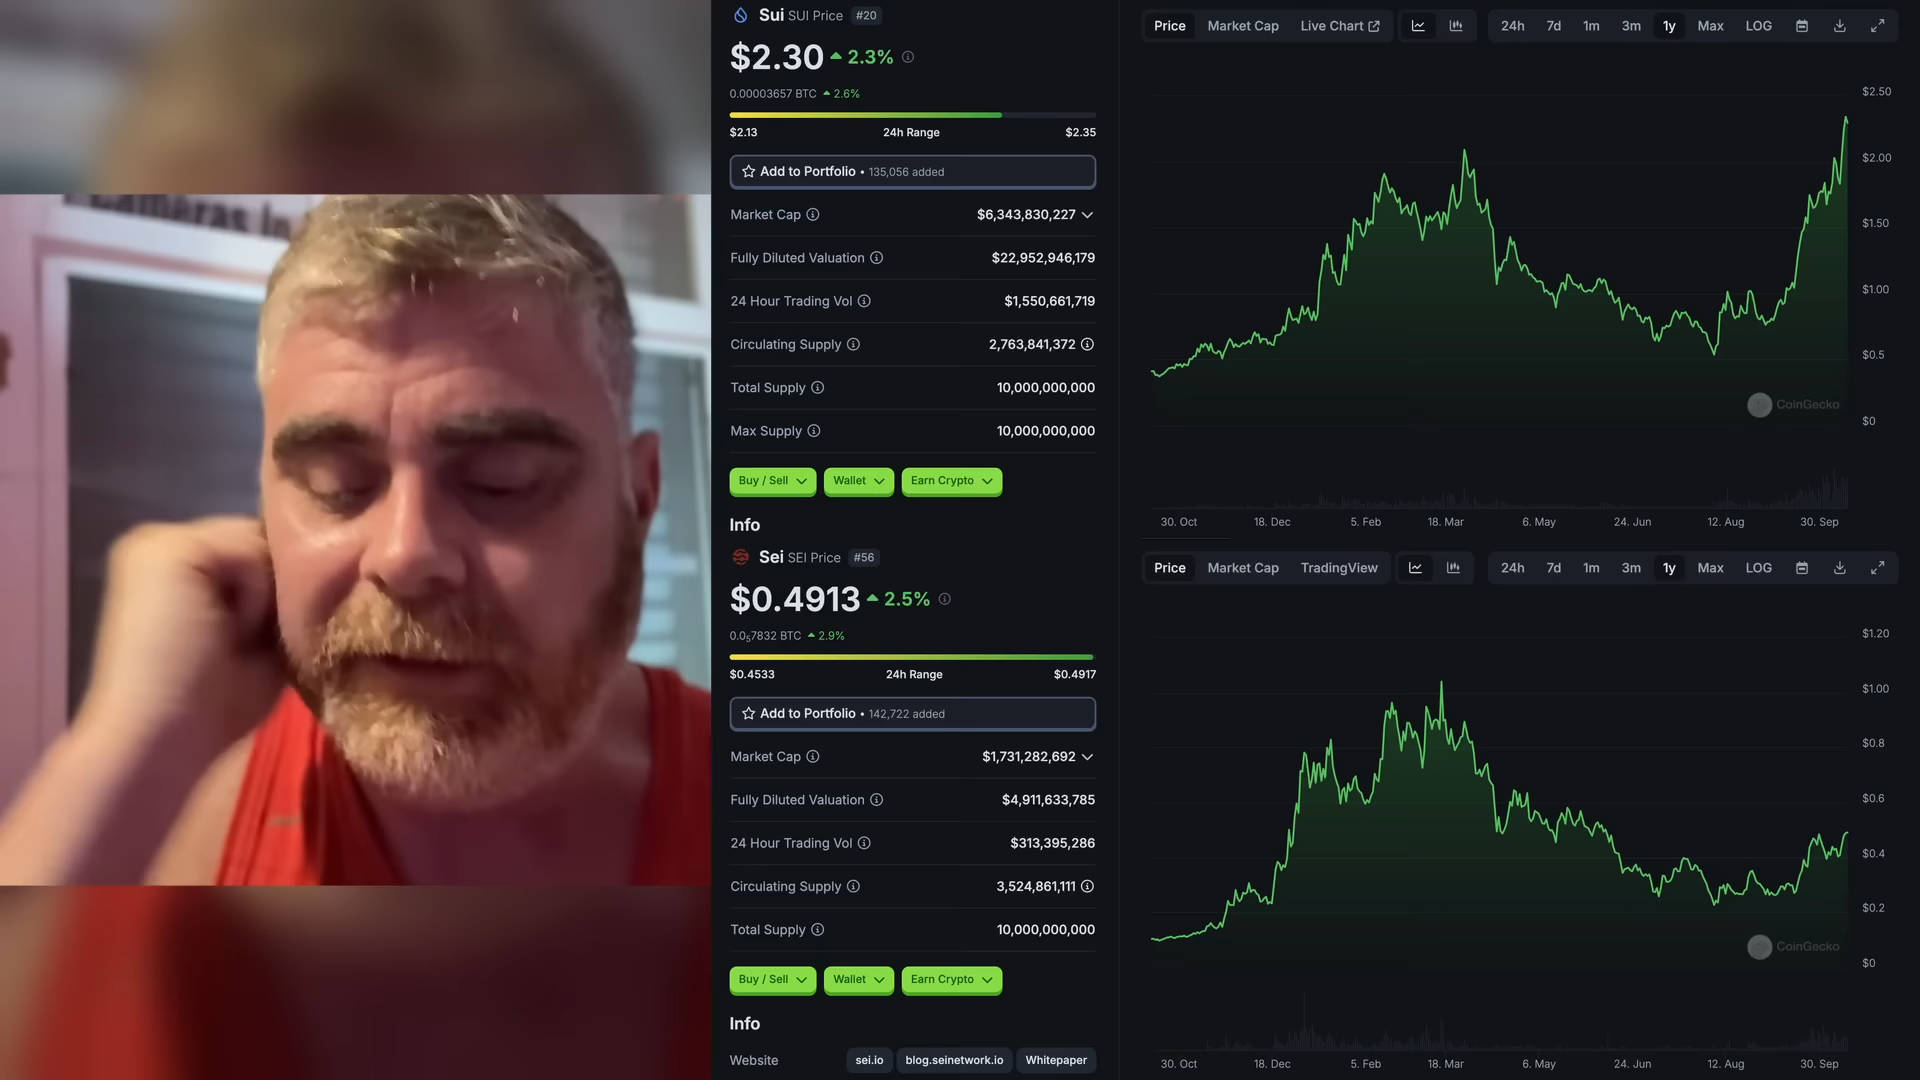 Cameras in
Sui SUI Price #20
$2.30 2.3%
0.00003657 BTC 2.6%
$2.13 24h Range $2.35
Add to Portfolio • 135,056 added
Market Cap $6,343,830,227
Fully Diluted Valuation $22,952,946,179
24 Hour Trading Vol $1,550,661,719
Circulating Supply 2,763,841,372
Total Supply 10,000,000,000
Max Supply 10,000,000,000
Buy / Sell Wallet Earn Crypto
Info
Price Market Cap Live Chart 24h 7d 1m 3m 1y Max LOG
$2.50
$2.00
$1.50
$1.00
$0.5
CoinGecko
$0
30. Oct 18. Dec 5. Feb 18. Mar 6. May 24. Jun 12. Aug 30. Sep
Sei SEI Price #56
$0.4913 2.5%
0.0₅7832 BTC 2.9%
$0.4533 24h Range $0.4917
Add to Portfolio • 142,722 added
Market Cap $1,731,282,692
Fully Diluted Valuation $4,911,633,785
24 Hour Trading Vol $313,395,286
Circulating Supply 3,524,861,111
Total Supply 10,000,000,000
Buy / Sell Wallet Earn Crypto
Info
Website sei.io blog.seinetwork.io Whitepaper
Price Market Cap TradingView 24h 7d 1m 3m 1y Max LOG
$1.20
$1.00
$0.8
$0.6
$0.4
$0.2
CoinGecko
$0
30. Oct 18. Dec 5. Feb 18. Mar 6. May 24. Jun 12. Aug 30. Sep